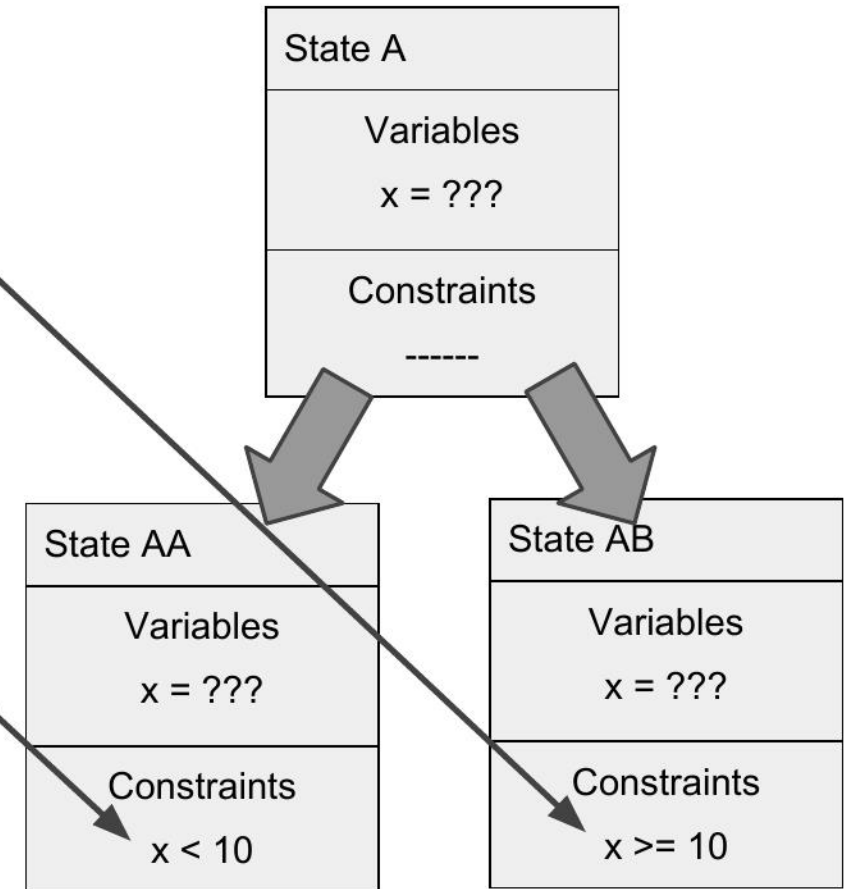 State A
Variables
x = ???
Constraints
------
State AA
Variables
x = ???
Constraints
x < 10
State AB
Variables
x = ???
Constraints
x >= 10